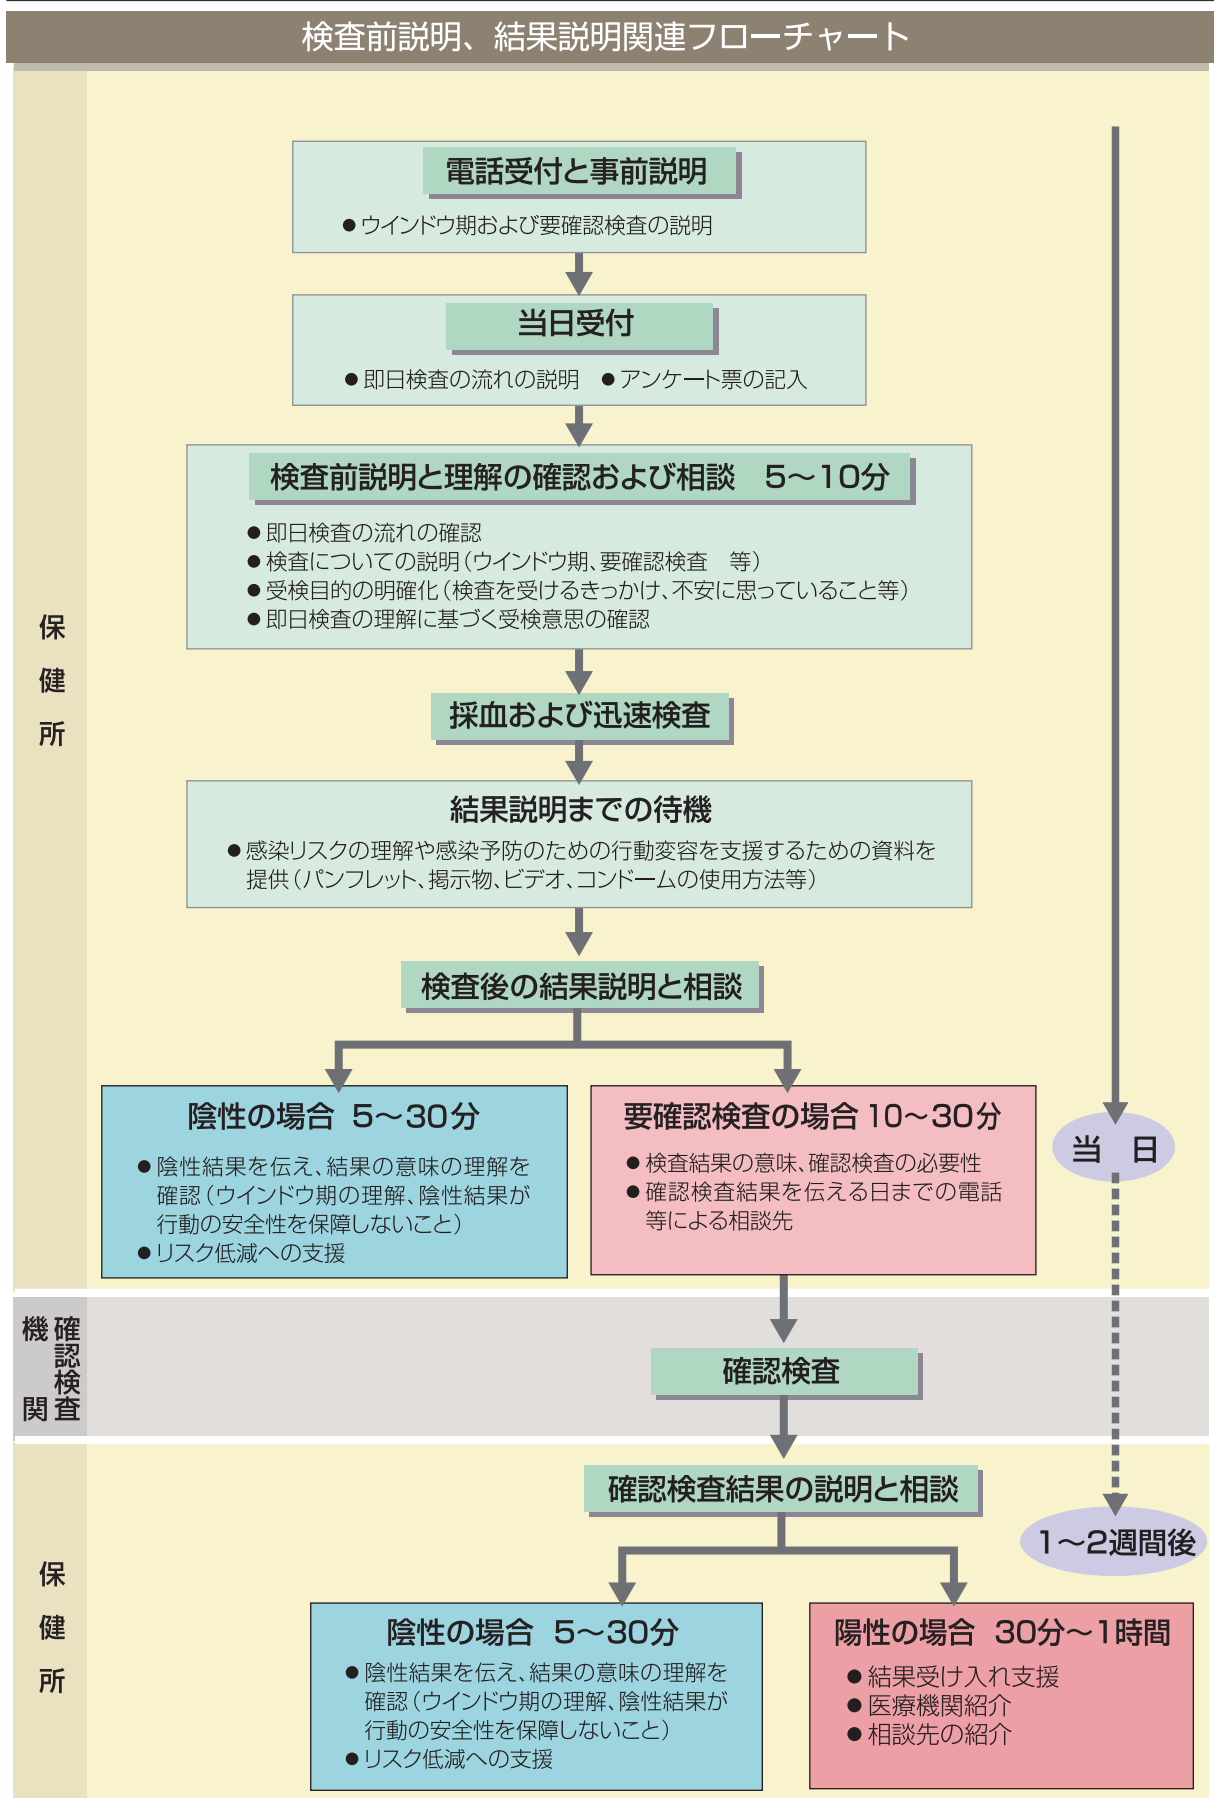 検査前説明、結果説明関連フローチャート
電話受付と事前説明
●ウインドウ期および要確認検査の説明
当日受付
●即日検査の流れの説明　●アンケート票の記入
検査前説明と理解の確認および相談　5〜10分
●即日検査の流れの確認
●検査についての説明（ウインドウ期、要確認検査　等）
●受検目的の明確化（検査を受けるきっかけ、不安に思っていること等）
●即日検査の理解に基づく受検意思の確認
保健所
採血および迅速検査
結果説明までの待機
●感染リスクの理解や感染予防のための行動変容を支援するための資料を
提供（パンフレット、掲示物、ビデオ、コンドームの使用方法等）
検査後の結果説明と相談
陰性の場合 5〜30分
●陰性結果を伝え、結果の意味の理解を
確認（ウインドウ期の理解、陰性結果が
行動の安全性を保障しないこと）
●リスク低減への支援
要確認検査の場合 10〜30分
●検査結果の意味、確認検査の必要性
●確認検査結果を伝える日までの電話
等による相談先
当　日
確認検査
機関
確認検査
確認検査結果の説明と相談
1〜2週間後
保健所
陰性の場合 5〜30分
●陰性結果を伝え、結果の意味の理解を
確認（ウインドウ期の理解、陰性結果が
行動の安全性を保障しないこと）
●リスク低減への支援
陽性の場合 30分〜1時間
●結果受け入れ支援
●医療機関紹介
●相談先の紹介